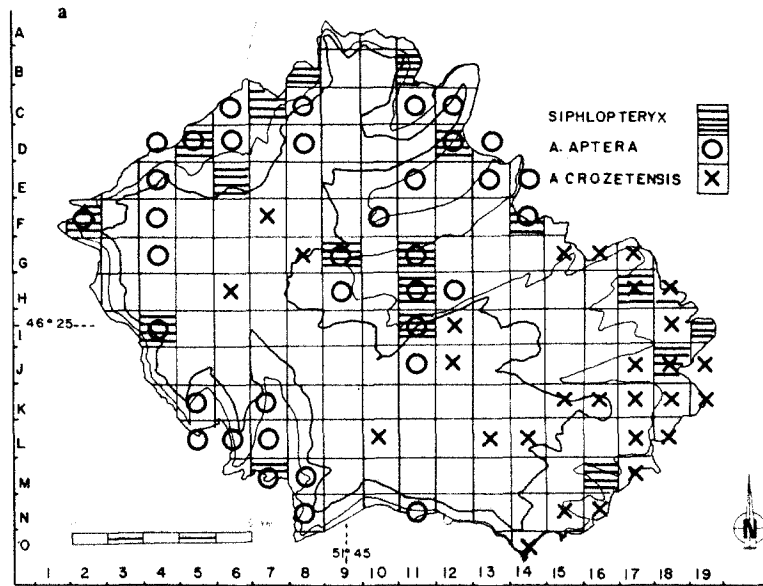 a
A
B
C
D
E
F
G
H
I
J
K
L
M
N
O
SIPHLOPTERYX
A. APTERA
A CROZETENSIS
46° 25
51° 45
N
1 2 3 4 5 6 7 8 9 10 11 12 13 14 15 16 17 18 19